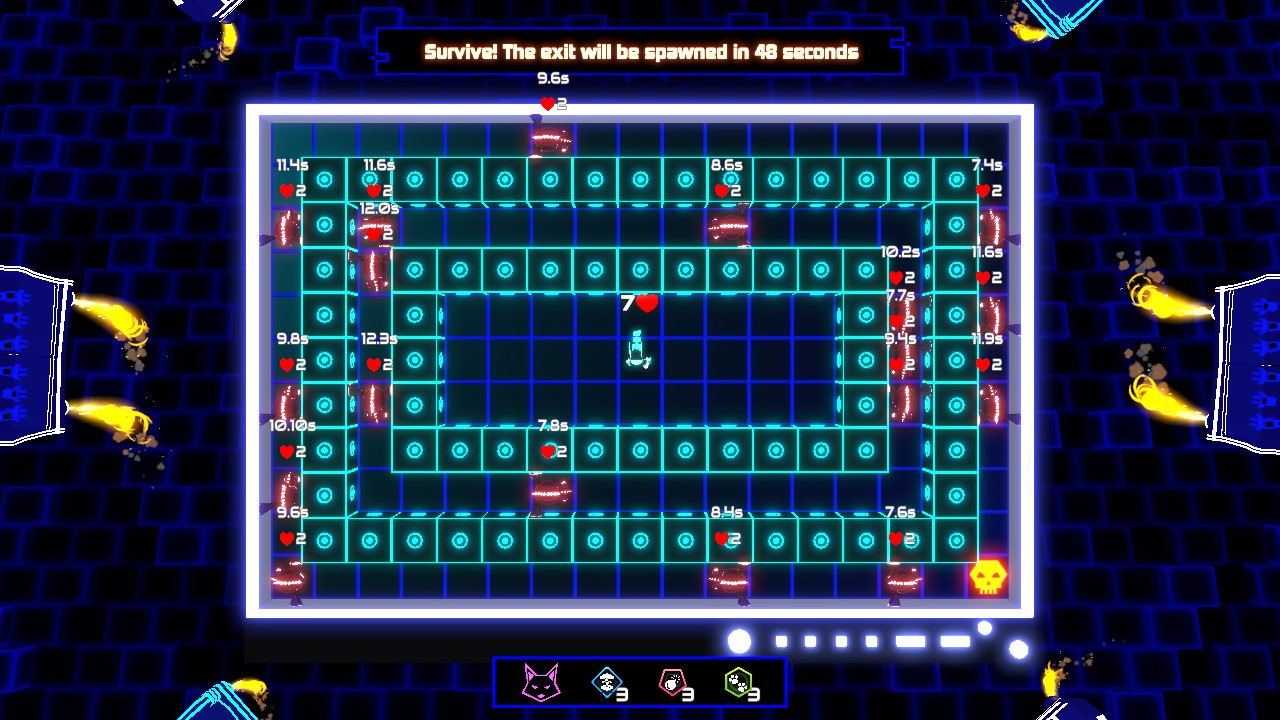 Survive! The exit will be spawned in 48 seconds
9.6s
2
11.4s
11.6s
8.6s
7.4s
2
2
2
2
12.0s
2
10.2s
11.6s
2
2
7.7s
7
9.8s
12.3s
9.4s
11.9s
2
2
2
2
10.10s
7.8s
2
2
9.6s
8.4s
7.6s
2
2
2
3
3
3